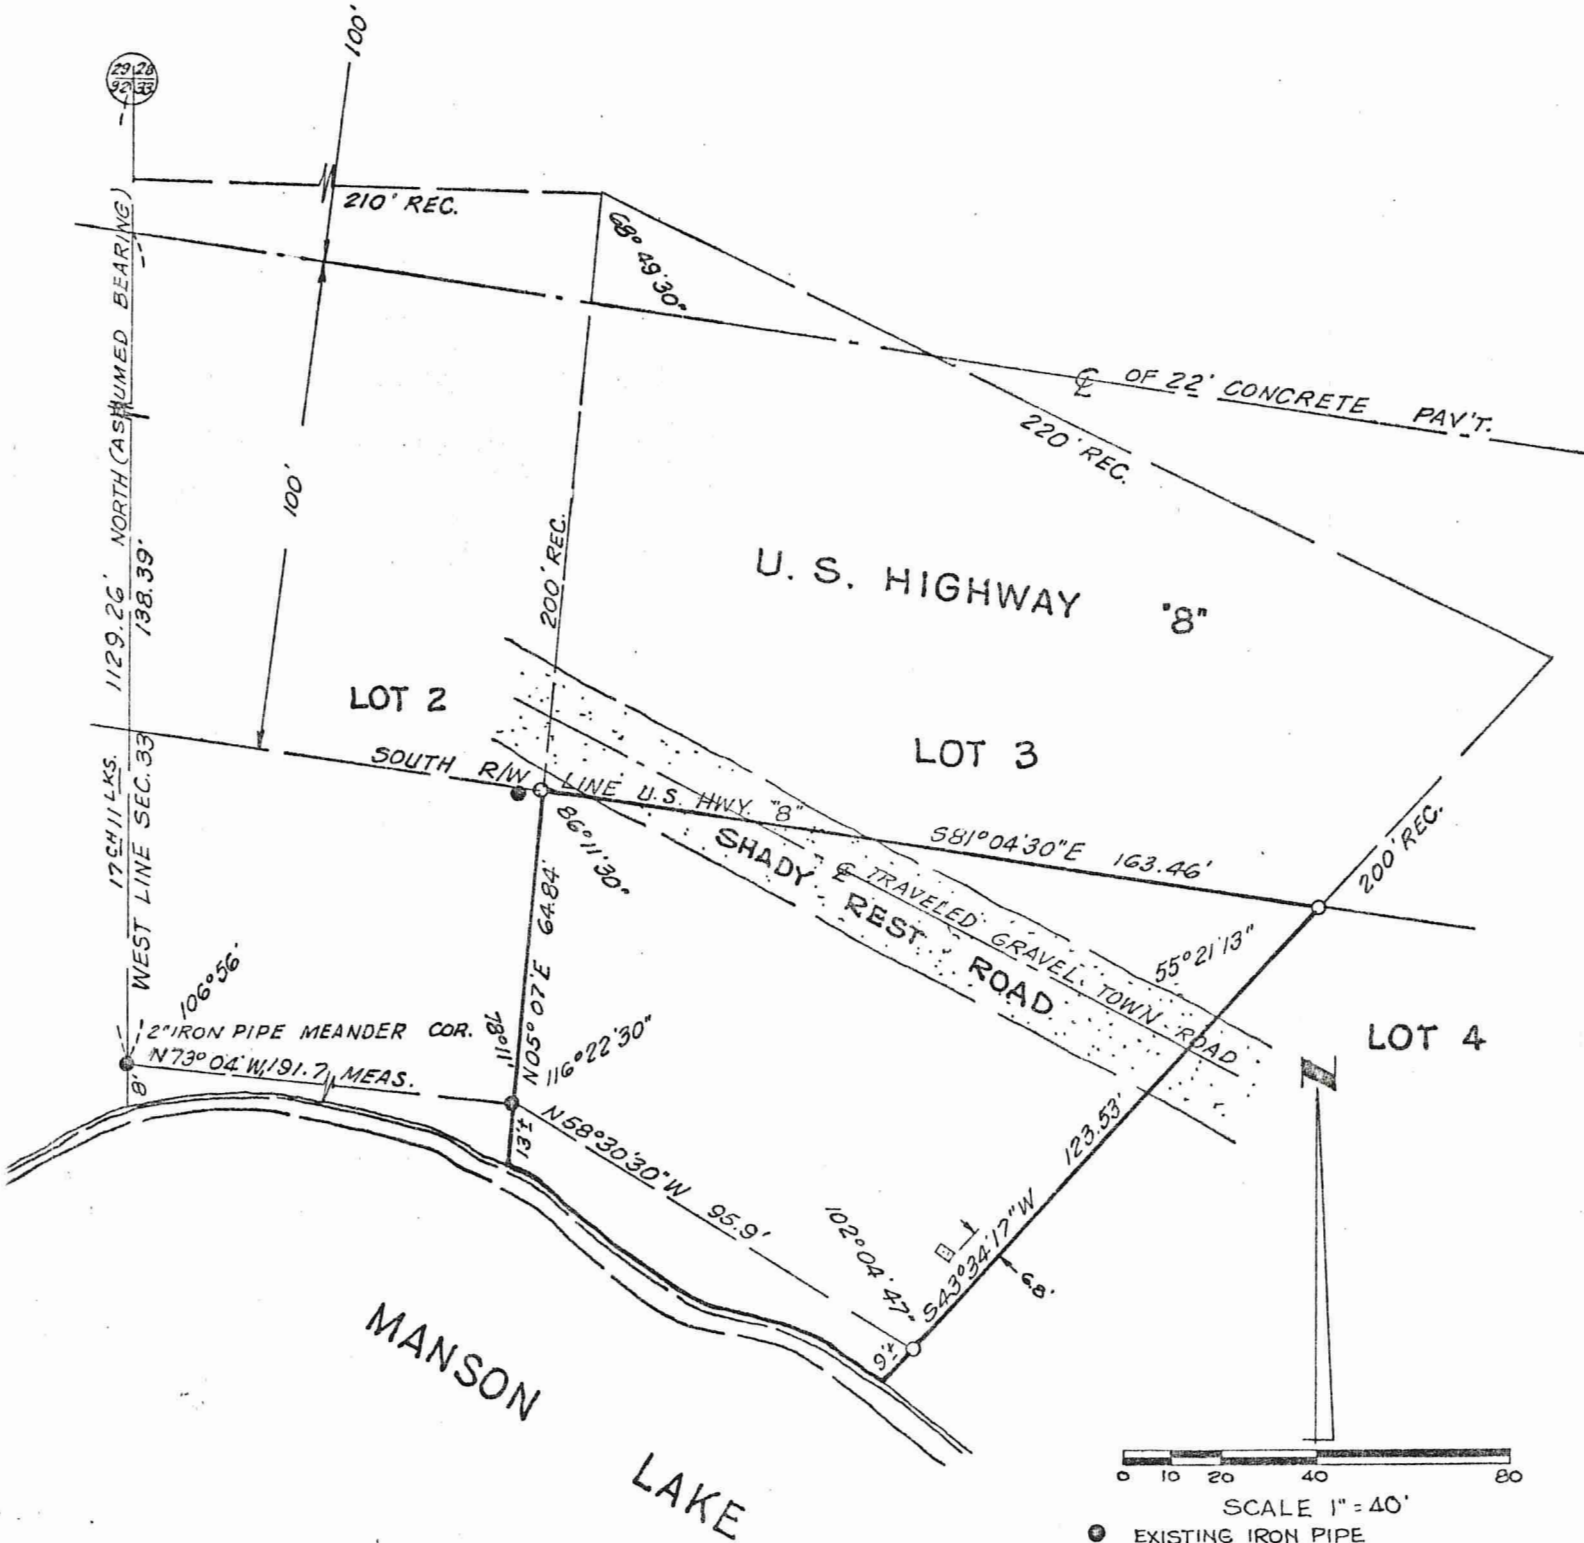 100'
29 28
32 33
210' REC.
68° 49'30"
℄ OF 22' CONCRETE PAV'T.
220' REC.
100'
1129.26' NORTH (ASSUMED BEARING)
138.39'
200' REC.
U. S. HIGHWAY "8"
LOT 2
LOT 3
SOUTH R/W LINE U.S. HWY. "8"
S81°04'30"E 163.46'
200' REC.
17 CH 11 LKS.
WEST LINE SEC. 33
86°11'30"
SHADY REST ROAD
℄ TRAVELED GRAVEL TOWN ROAD
55°21'13"
LOT 4
106°56'
2" IRON PIPE MEANDER COR.
N73°04'W 191.7 MEAS.
8'
78°11'
N05°07'E 64.84'
116°22'30"
13'±
N58°30'30"W 95.9'
102°04'47"
S43°34'17"W 123.53'
6.8'
9'±
MANSON
LAKE
0 10 20 40 80
SCALE 1" = 40'
EXISTING IRON PIPE